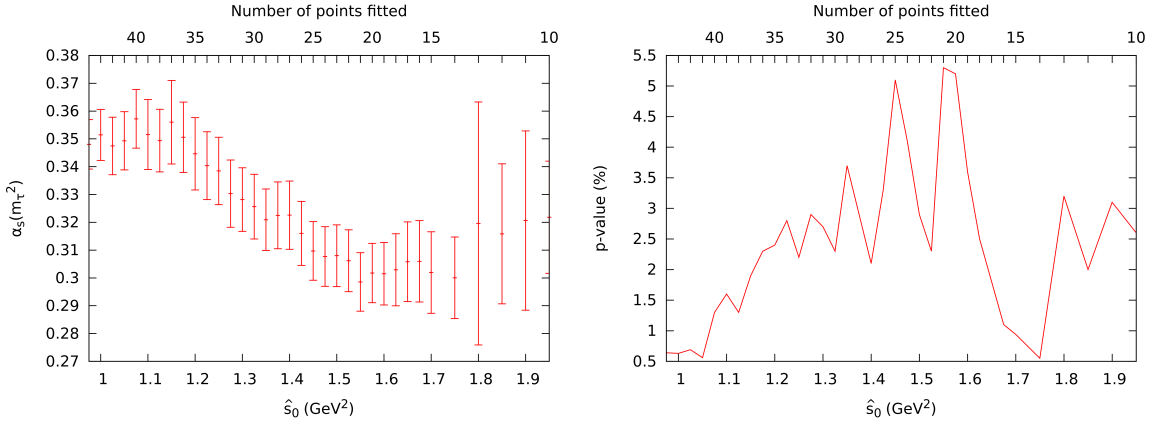 Number of points fitted
40 35 30 25 20 15 10
0.38
0.37
0.36
0.35
0.34
0.33
0.32
0.31
0.3
0.29
0.28
0.27
αs(mτ²)
1 1.1 1.2 1.3 1.4 1.5 1.6 1.7 1.8 1.9
ŝ₀ (GeV²)
Number of points fitted
40 35 30 25 20 15 10
5.5
5
4.5
4
3.5
3
2.5
2
1.5
1
0.5
p-value (%)
1 1.1 1.2 1.3 1.4 1.5 1.6 1.7 1.8 1.9
ŝ₀ (GeV²)